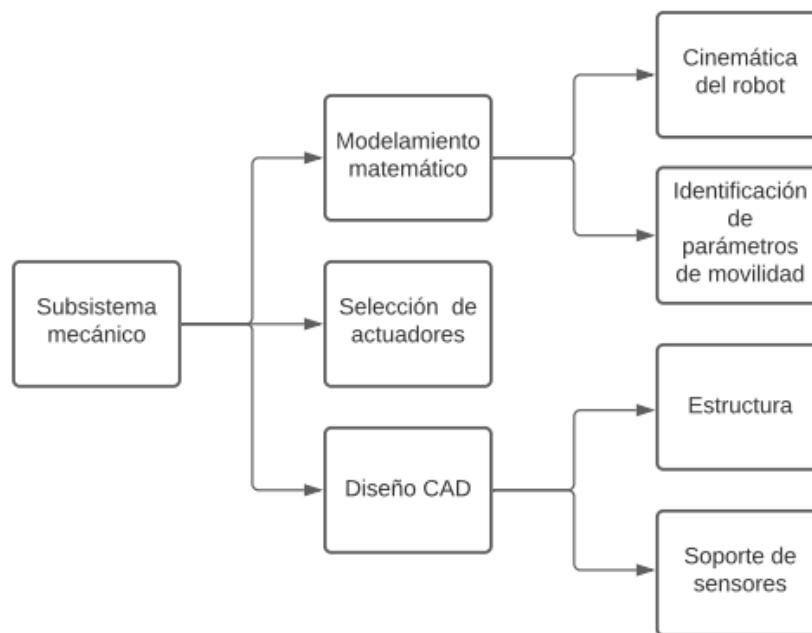 Cinemática
del robot
Modelamiento
matemático
Identificación
de
parámetros
de movilidad
Subsistema
mecánico
Selección de
actuadores
Estructura
Diseño CAD
Soporte de
sensores